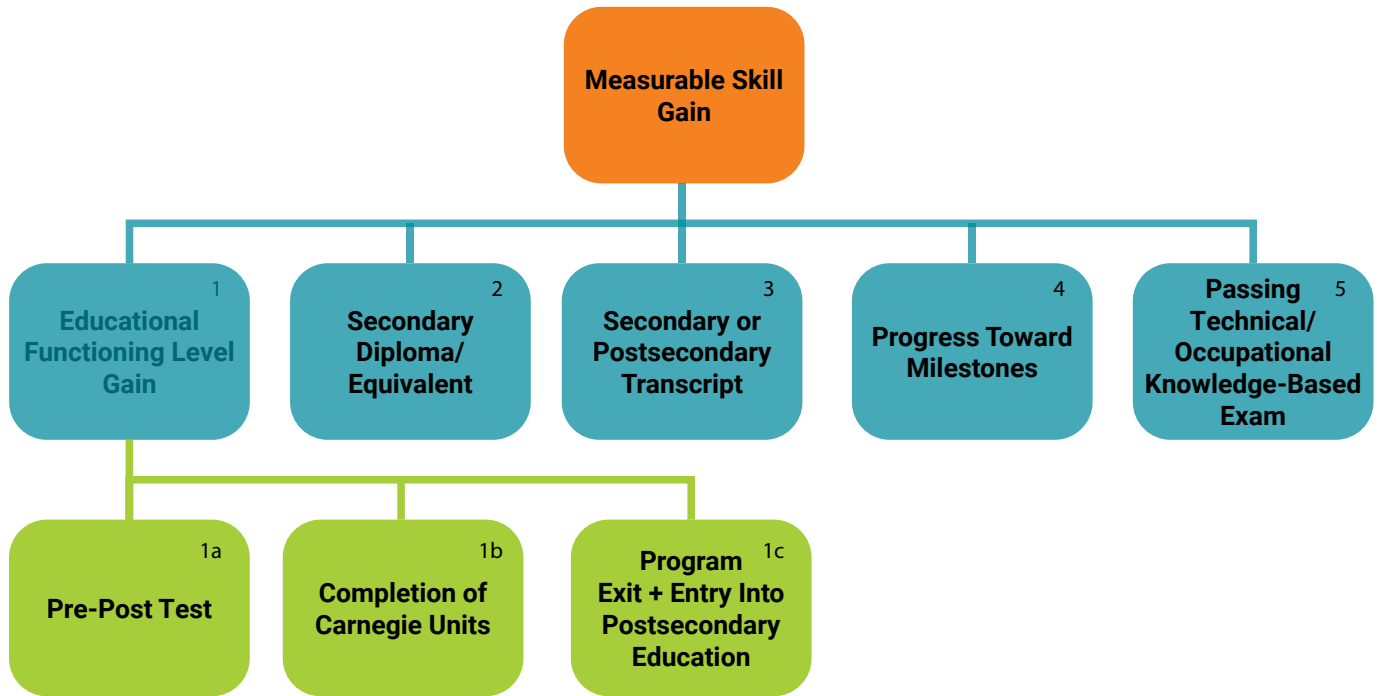 Measurable Skill
Gain
1
Educational
Functioning Level
Gain
2
Secondary
Diploma/
Equivalent
3
Secondary or
Postsecondary
Transcript
4
Progress Toward
Milestones
5
Passing
Technical/
Occupational
Knowledge-Based
Exam
1a
Pre-Post Test
1b
Completion of
Carnegie Units
1c
Program
Exit + Entry Into
Postsecondary
Education